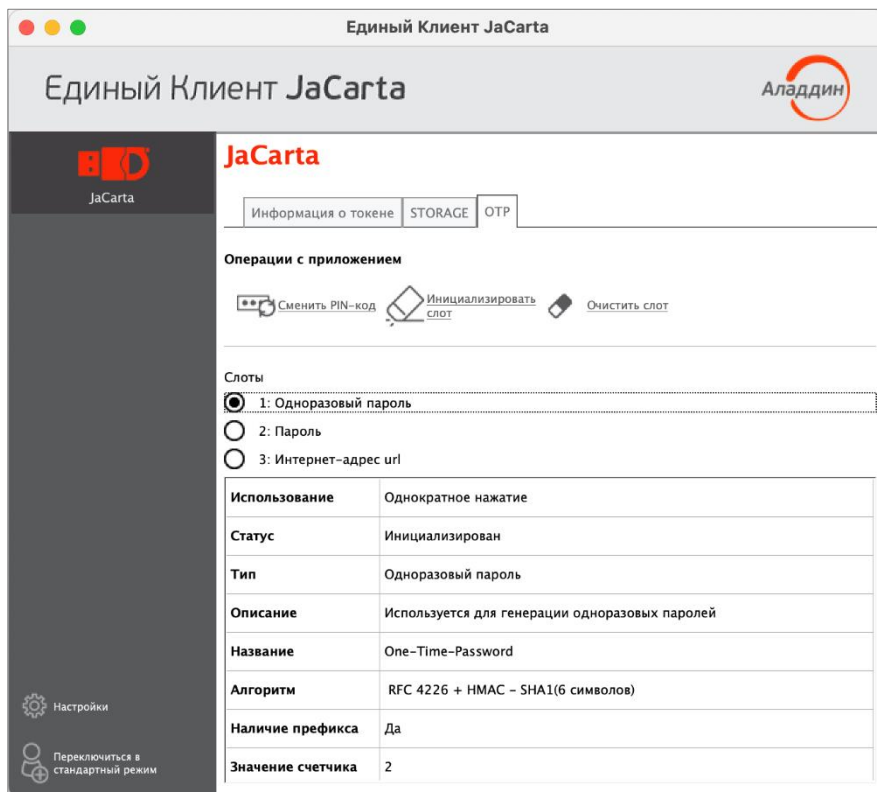 Единый Клиент JaCarta
Единый Клиент JaCarta
Аладдин
JaCarta
JaCarta
Информация о токене STORAGE OTP
Операции с приложением
Сменить PIN-код
Инициализировать
слот
Очистить слот
Слоты
1: Одноразовый пароль
2: Пароль
3: Интернет-адрес url
Использование Однократное нажатие
Статус Инициализирован
Тип Одноразовый пароль
Описание Используется для генерации одноразовых паролей
Название One-Time-Password
Алгоритм RFC 4226 + HMAC - SHA1(6 символов)
Наличие префикса Да
Значение счетчика 2
Настройки
Переключиться в
стандартный режим